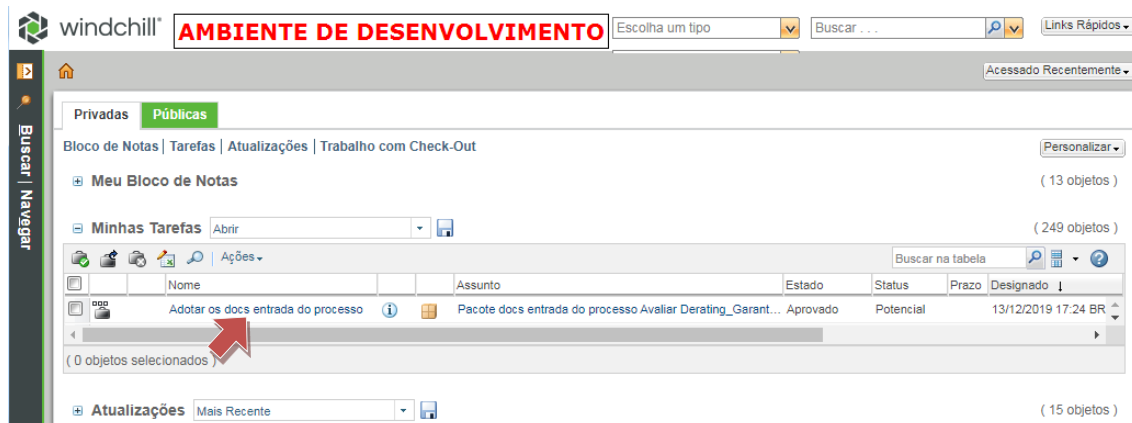 windchill®
AMBIENTE DE DESENVOLVIMENTO
Escolha um tipo
Buscar . . .
Links Rápidos
Acessado Recentemente
Buscar | Navegar
Privadas Públicas
Bloco de Notas | Tarefas | Atualizações | Trabalho com Check-Out
Personalizar
Meu Bloco de Notas ( 13 objetos )
Minhas Tarefas Abrir ( 249 objetos )
Ações Buscar na tabela
Nome Assunto Estado Status Prazo Designado
Adotar os docs entrada do processo Pacote docs entrada do processo Avaliar Derating_Garant... Aprovado Potencial 13/12/2019 17:24 BR
( 0 objetos selecionados )
Atualizações Mais Recente ( 15 objetos )